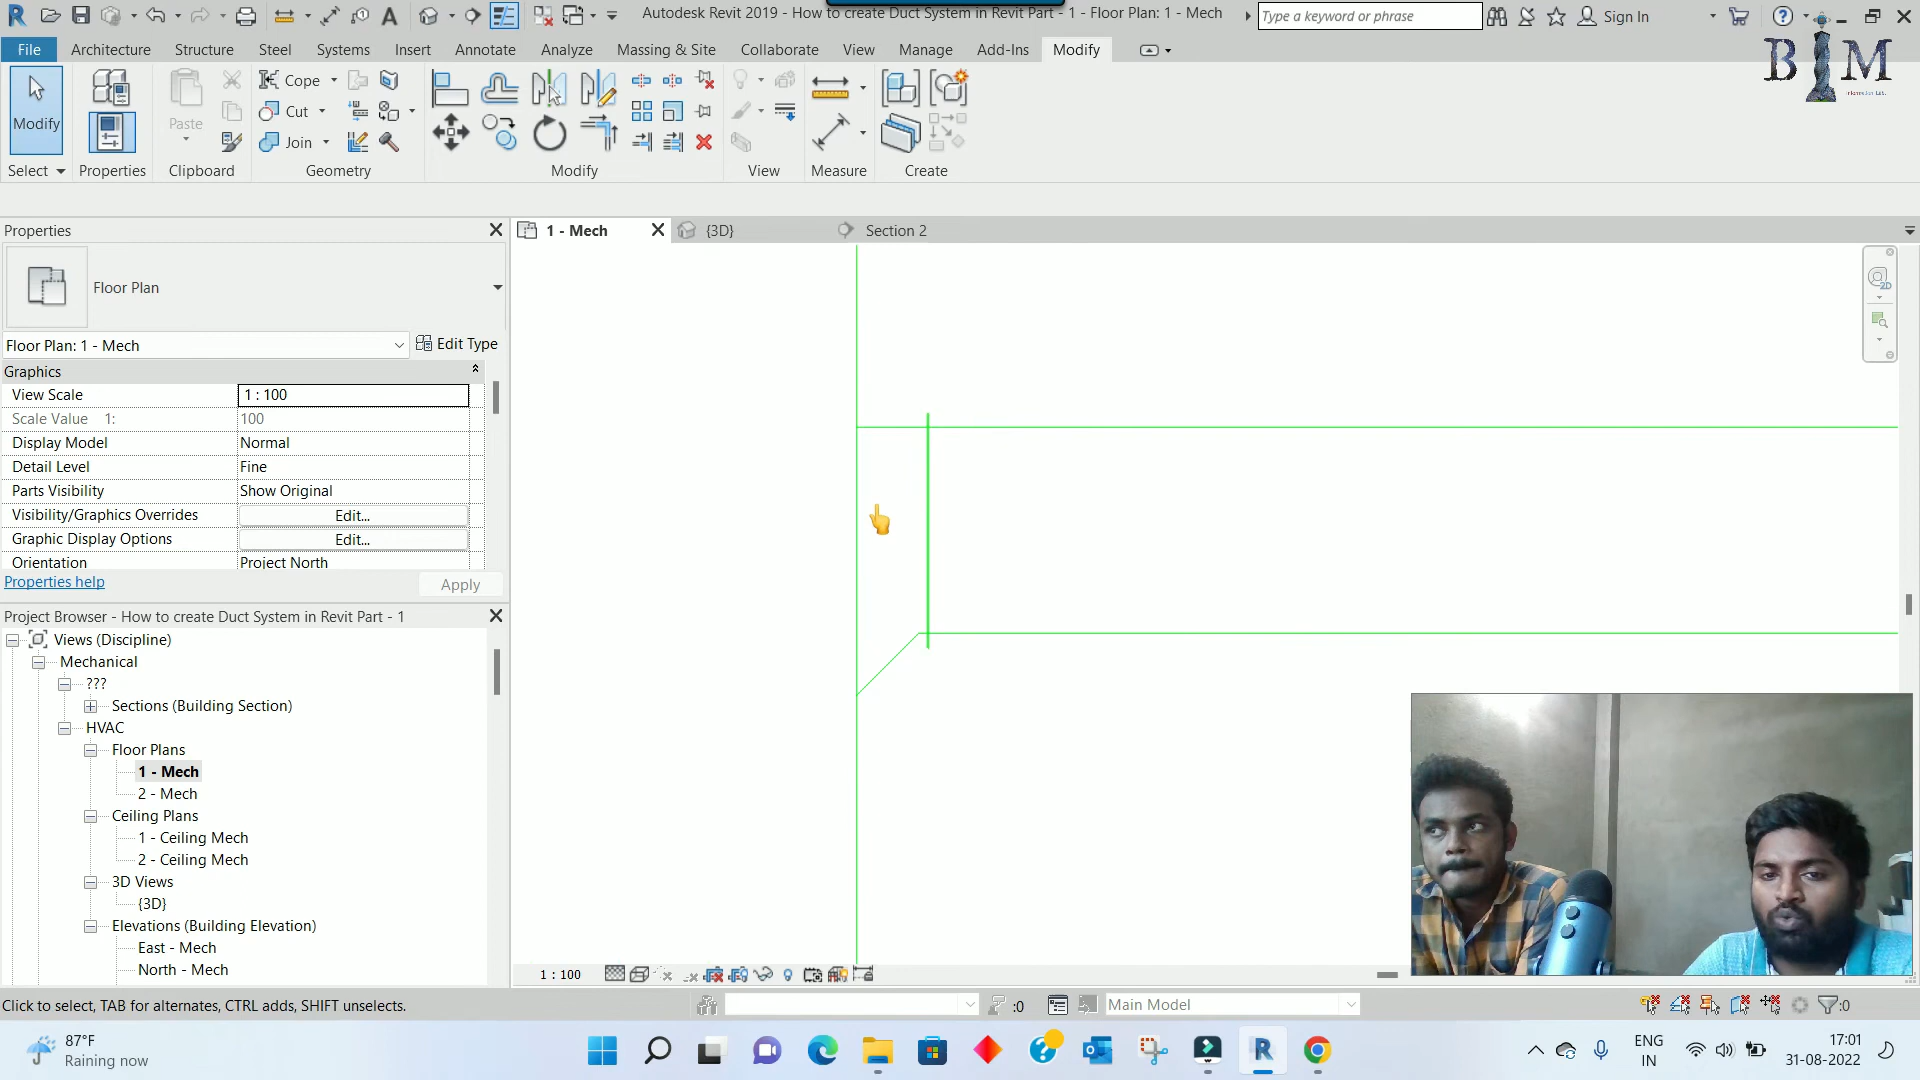 Autodesk Revit 2019 - How to create Duct System in Revit Part - 1 - Floor Plan: 1 - Mech
Type a keyword or phrase
Sign In
File Architecture Structure Steel Systems Insert Annotate Analyze Massing & Site Collaborate View Manage Add-Ins Modify
BIM
Modify
Paste
Cope
Cut
Join
Select Properties Clipboard Geometry Modify View Measure Create
Properties
1 - Mech {3D} Section 2
Floor Plan
2D
Floor Plan: 1 - Mech Edit Type
Graphics
View Scale 1 : 100
Scale Value 1: 100
Display Model Normal
Detail Level Fine
Parts Visibility Show Original
Visibility/Graphics Overrides Edit...
Graphic Display Options Edit...
Orientation Project North
Properties help Apply
Project Browser - How to create Duct System in Revit Part - 1
Views (Discipline)
Mechanical
???
Sections (Building Section)
HVAC
Floor Plans
1 - Mech
2 - Mech
Ceiling Plans
1 - Ceiling Mech
2 - Ceiling Mech
3D Views
{3D}
Elevations (Building Elevation)
East - Mech
North - Mech
1 : 100
Click to select, TAB for alternates, CTRL adds, SHIFT unselects.
:0
Main Model
:0
87°F
Raining now
ENG
IN
17:01
31-08-2022